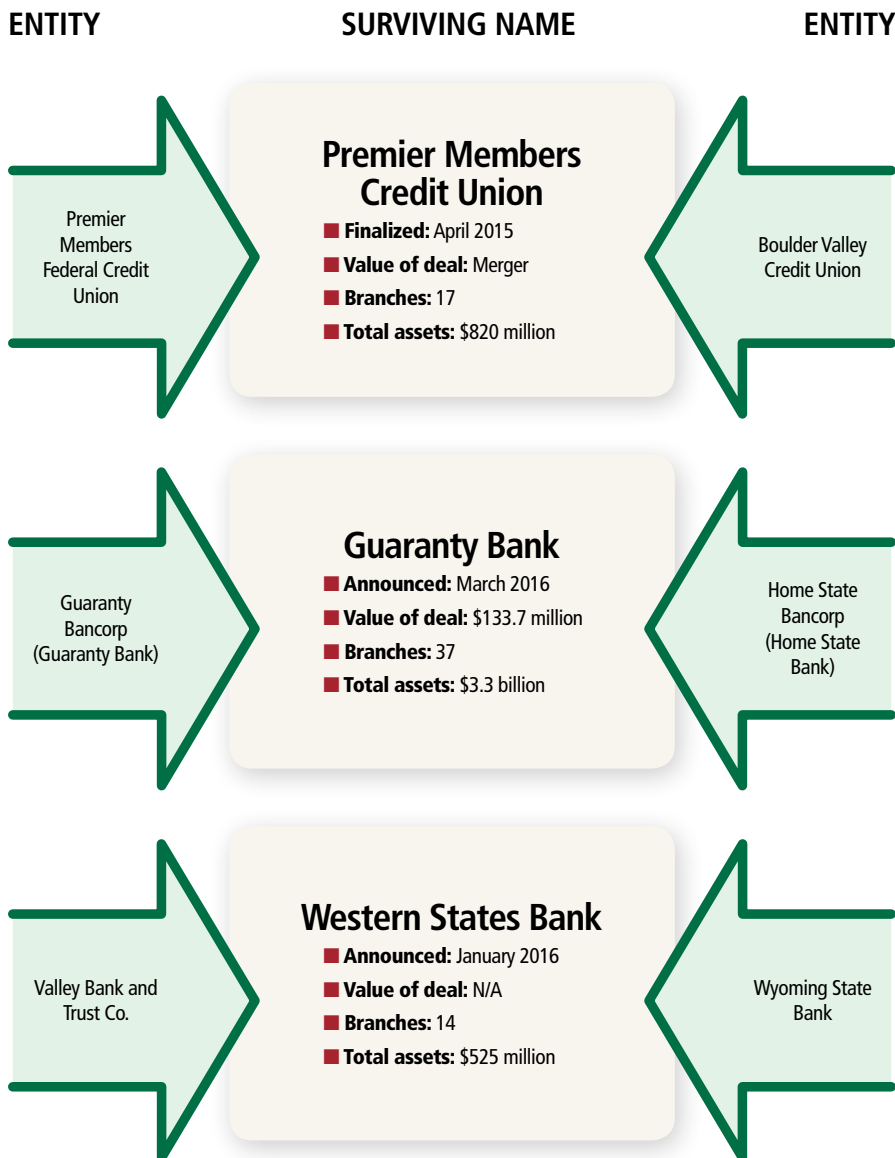 ENTITY
SURVIVING NAME
ENTITY
Premier
Members
Federal Credit
Union
Premier Members
Credit Union
Finalized: April 2015
Value of deal: Merger
Branches: 17
Total assets: $820 million
Boulder Valley
Credit Union
Guaranty
Bancorp
(Guaranty Bank)
Guaranty Bank
Announced: March 2016
Value of deal: $133.7 million
Branches: 37
Total assets: $3.3 billion
Home State
Bancorp
(Home State
Bank)
Valley Bank and
Trust Co.
Western States Bank
Announced: January 2016
Value of deal: N/A
Branches: 14
Total assets: $525 million
Wyoming State
Bank